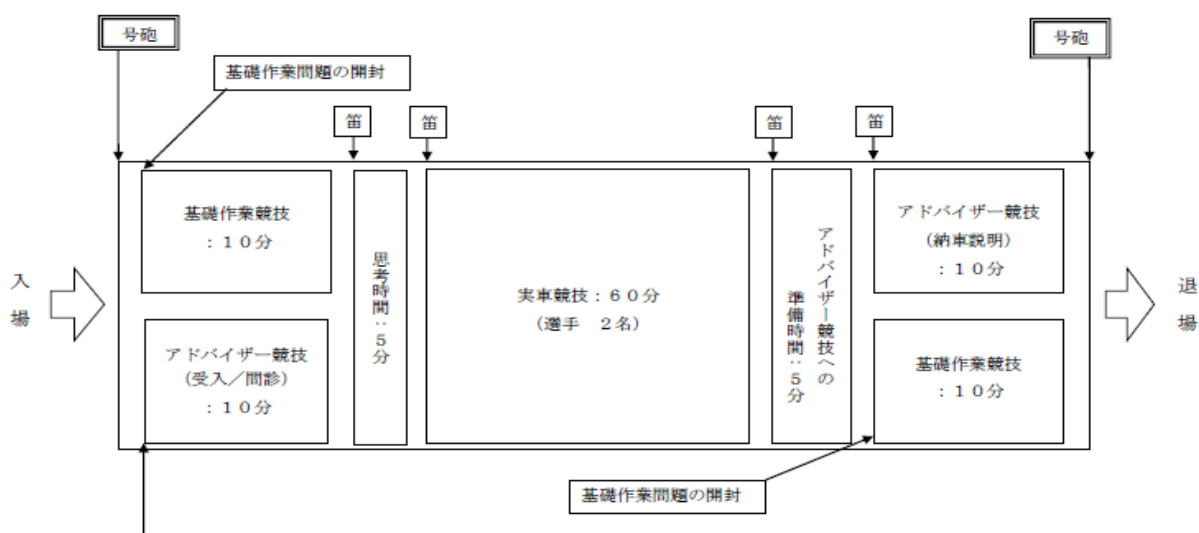 号砲
号砲
基礎作業問題の開封
笛
笛
笛
笛
入場
基礎作業競技
：１０分
アドバイザー競技
(受入／問診)
：１０分
思考時間：５分
実車競技：６０分
(選手　２名)
アドバイザー競技への
準備時間：５分
アドバイザー競技
(納車説明)
：１０分
基礎作業競技
：１０分
退場
基礎作業問題の開封